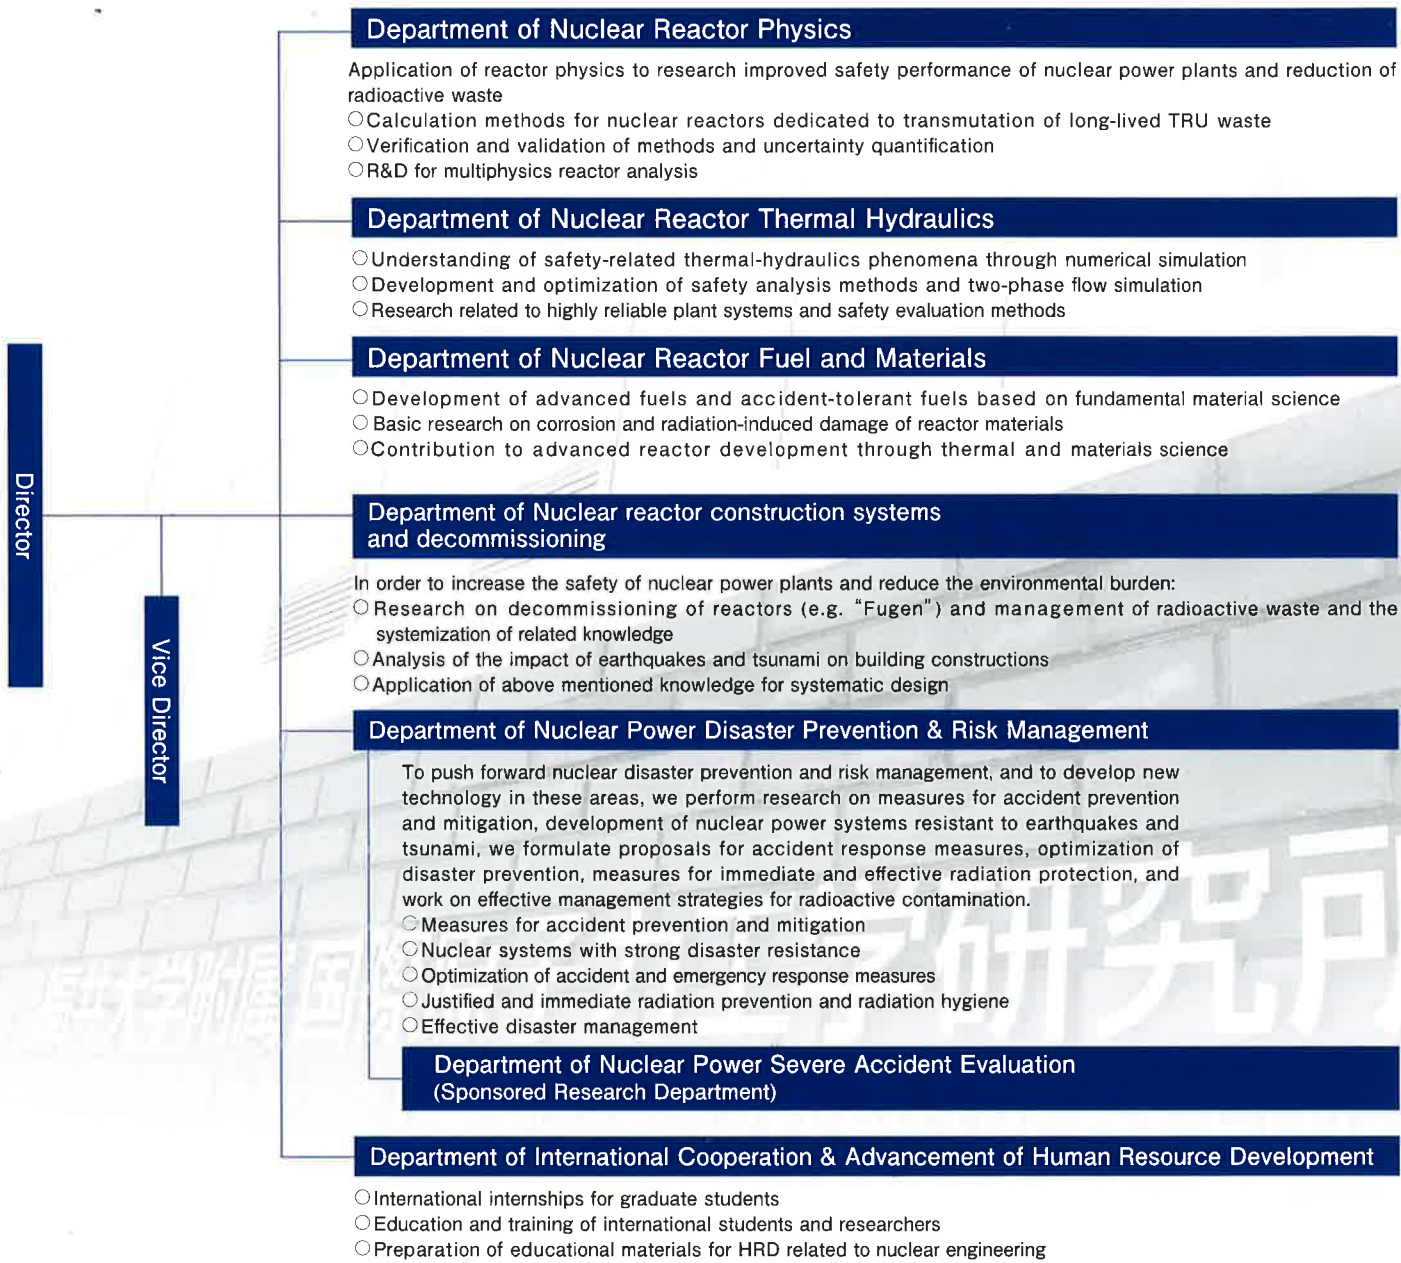 Department of Nuclear Reactor Physics
Application of reactor physics to research improved safety performance of nuclear power plants and reduction of
radioactive waste
○Calculation methods for nuclear reactors dedicated to transmutation of long-lived TRU waste
○Verification and validation of methods and uncertainty quantification
○R&D for multiphysics reactor analysis
Department of Nuclear Reactor Thermal Hydraulics
○Understanding of safety-related thermal-hydraulics phenomena through numerical simulation
○Development and optimization of safety analysis methods and two-phase flow simulation
○Research related to highly reliable plant systems and safety evaluation methods
Department of Nuclear Reactor Fuel and Materials
○Development of advanced fuels and accident-tolerant fuels based on fundamental material science
○Basic research on corrosion and radiation-induced damage of reactor materials
○Contribution to advanced reactor development through thermal and materials science
Director
Vice Director
Department of Nuclear reactor construction systems
and decommissioning
In order to increase the safety of nuclear power plants and reduce the environmental burden:
○Research on decommissioning of reactors (e.g. “Fugen”) and management of radioactive waste and the
systemization of related knowledge
○Analysis of the impact of earthquakes and tsunami on building constructions
○Application of above mentioned knowledge for systematic design
Department of Nuclear Power Disaster Prevention & Risk Management
To push forward nuclear disaster prevention and risk management, and to develop new
technology in these areas, we perform research on measures for accident prevention
and mitigation, development of nuclear power systems resistant to earthquakes and
tsunami, we formulate proposals for accident response measures, optimization of
disaster prevention, measures for immediate and effective radiation protection, and
work on effective management strategies for radioactive contamination.
○Measures for accident prevention and mitigation
○Nuclear systems with strong disaster resistance
○Optimization of accident and emergency response measures
○Justified and immediate radiation prevention and radiation hygiene
○Effective disaster management
Department of Nuclear Power Severe Accident Evaluation
(Sponsored Research Department)
Department of International Cooperation & Advancement of Human Resource Development
○International internships for graduate students
○Education and training of international students and researchers
○Preparation of educational materials for HRD related to nuclear engineering
大学附属国
工学研究所